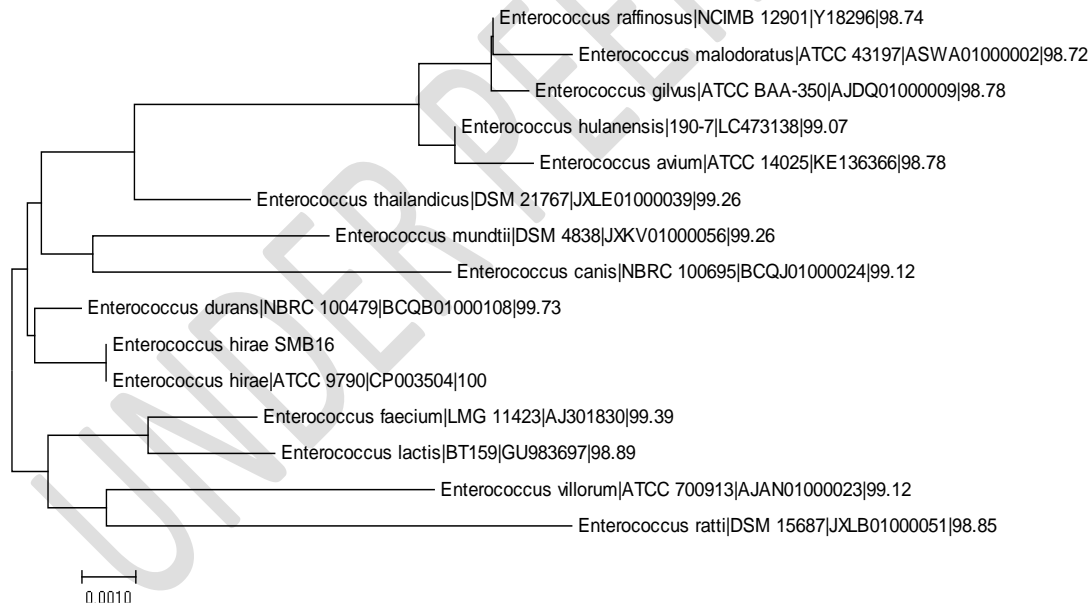 Enterococcus raffinosus|NCIMB 12901|Y18296|98.74
Enterococcus malodoratus|ATCC 43197|ASWA01000002|98.72
Enterococcus gilvus|ATCC BAA-350|AJDQ01000009|98.78
Enterococcus hulanensis|190-7|LC473138|99.07
Enterococcus avium|ATCC 14025|KE136366|98.78
Enterococcus thailandicus|DSM 21767|JXLE01000039|99.26
Enterococcus mundtii|DSM 4838|JXKV01000056|99.26
Enterococcus canis|NBRC 100695|BCQJ01000024|99.12
Enterococcus durans|NBRC 100479|BCQB01000108|99.73
Enterococcus hirae SMB16
Enterococcus hirae|ATCC 9790|CP003504|100
Enterococcus faecium|LMG 11423|AJ301830|99.39
Enterococcus lactis|BT159|GU983697|98.89
Enterococcus villorum|ATCC 700913|AJAN01000023|99.12
Enterococcus ratti|DSM 15687|JXLB01000051|98.85
0.0010
UNDER PEE